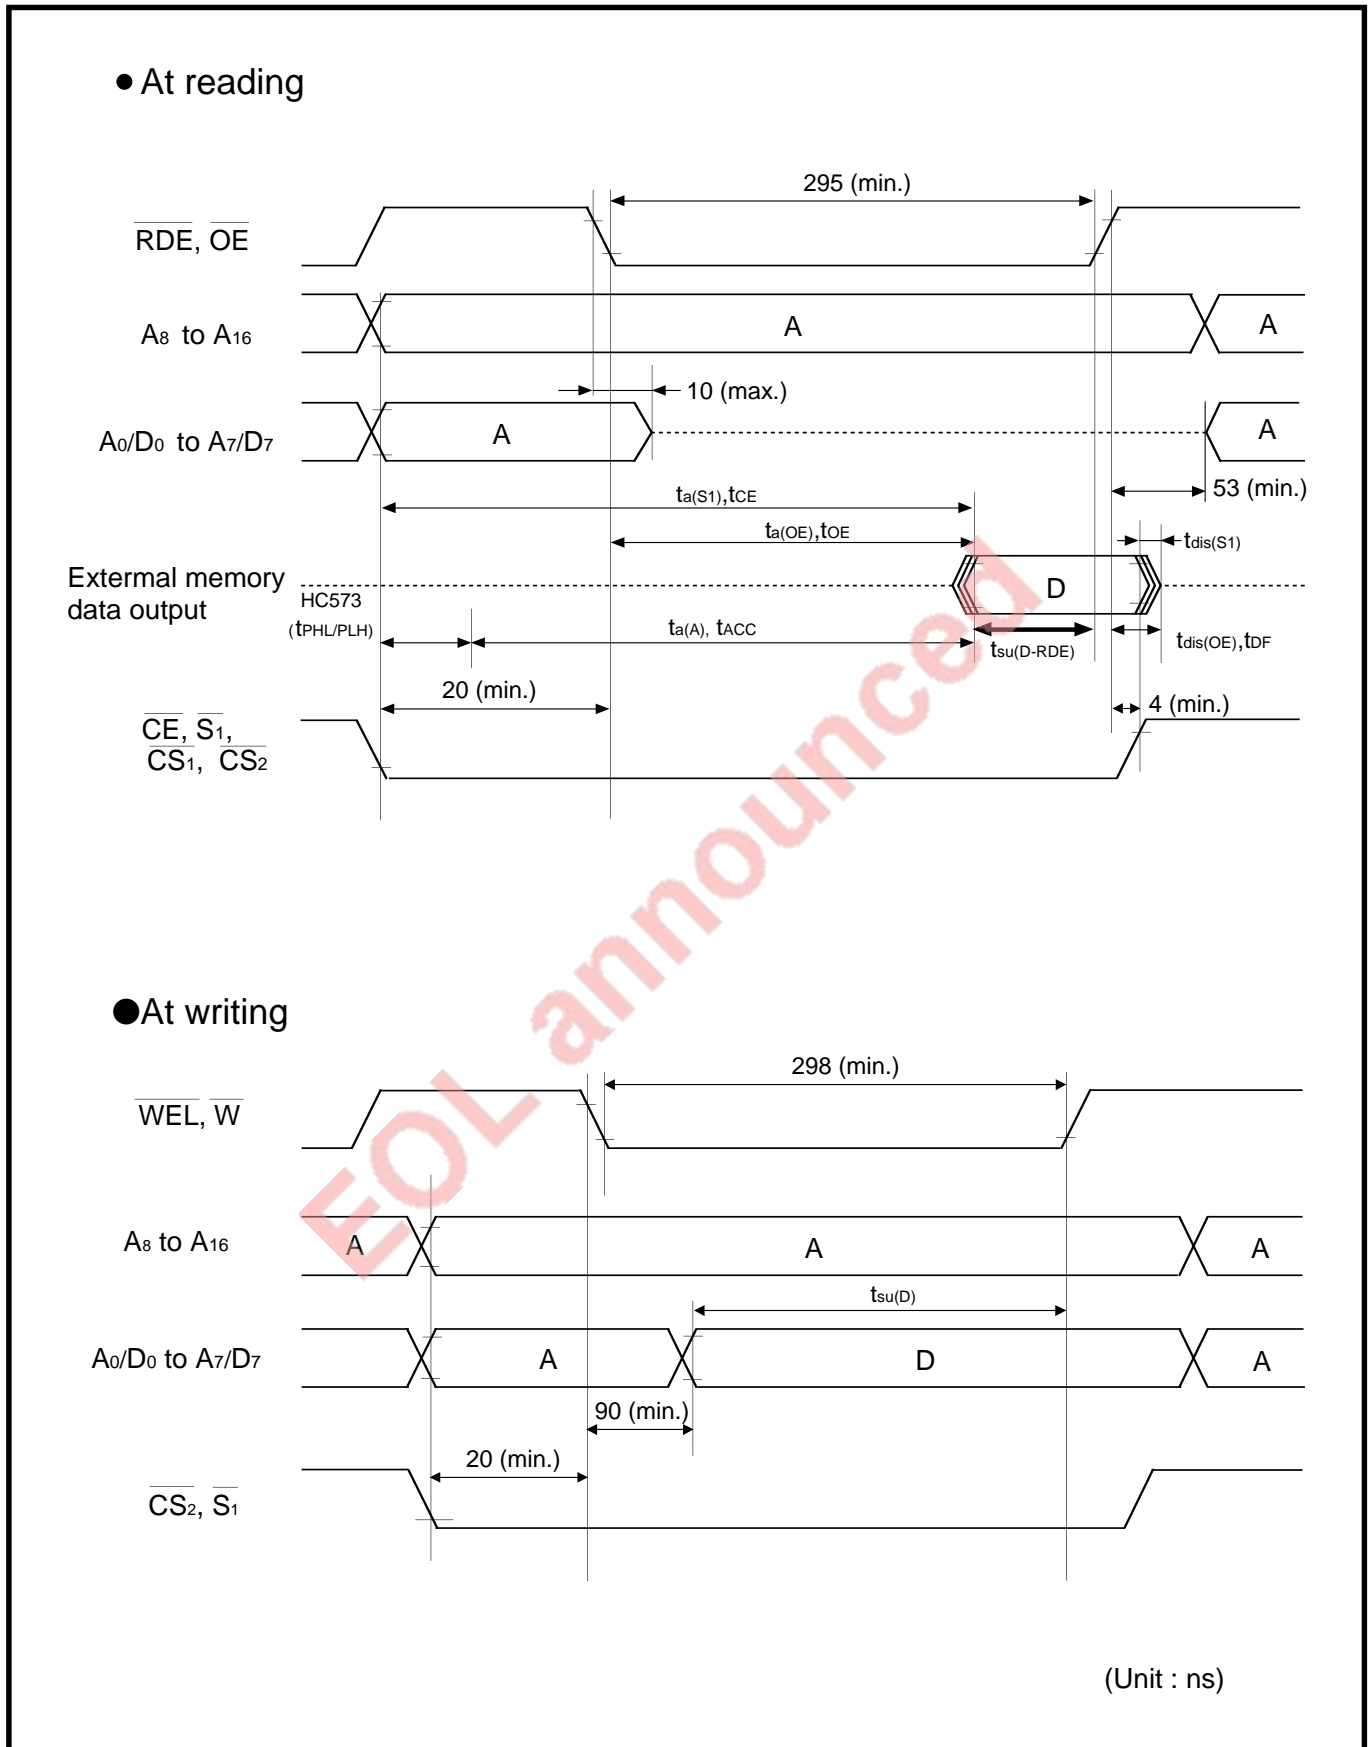 ● At reading
295 (min.)
RDE, OE
A8 to A16
A
A
10 (max.)
A0/D0 to A7/D7
A
A
53 (min.)
ta(S1),tCE
ta(OE),tOE
tdis(S1)
Extermal memory
data output
D
HC573
(tPHL/PLH)
ta(A), tACC
tsu(D-RDE)
tdis(OE),tDF
20 (min.)
4 (min.)
CE, S1,
CS1, CS2
EOL announced
●At writing
298 (min.)
WEL, W
A8 to A16
A
A
A
tsu(D)
A0/D0 to A7/D7
A
D
A
90 (min.)
20 (min.)
CS2, S1
(Unit : ns)